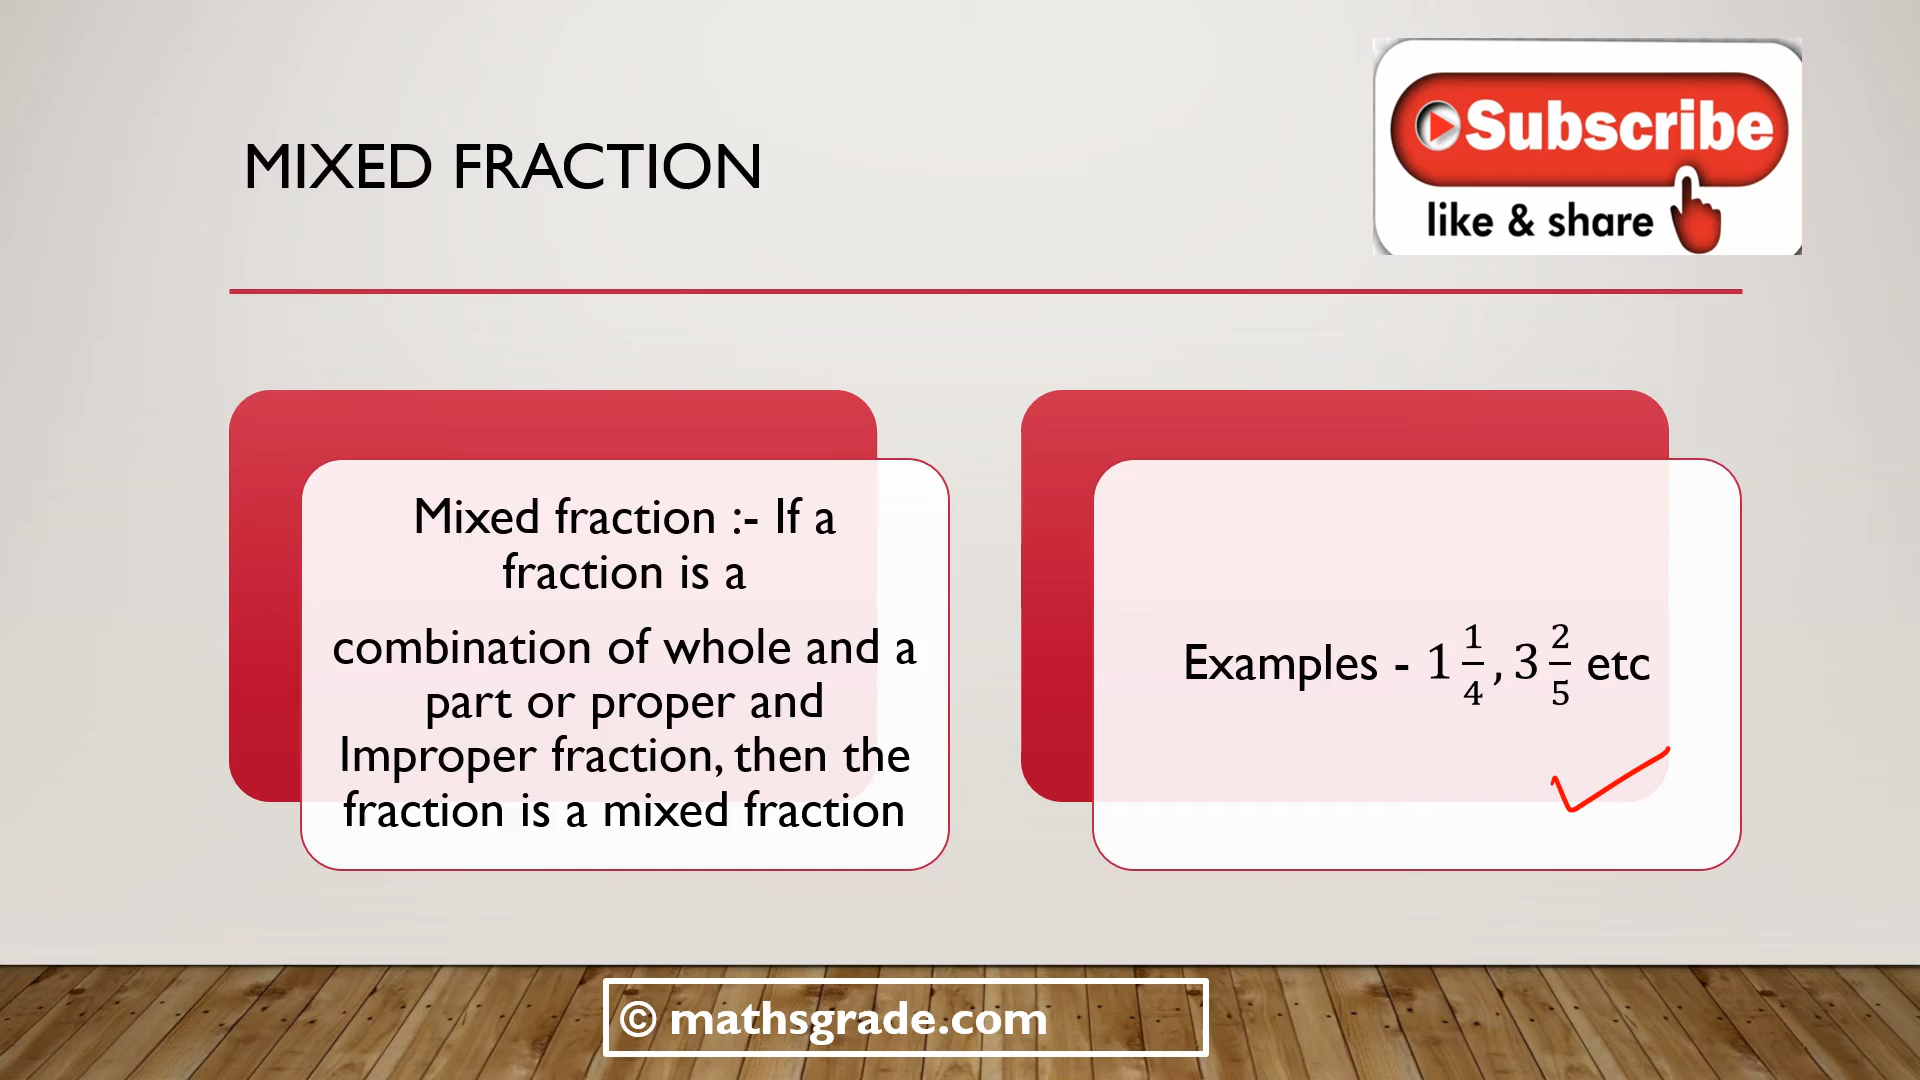 Subscribe
like & share
MIXED FRACTION
Mixed fraction :- If a
fraction is a
combination of whole and a
part or proper and
Improper fraction, then the
fraction is a mixed fraction
Examples - 1 1/4, 3 2/5 etc
© mathsgrade.com